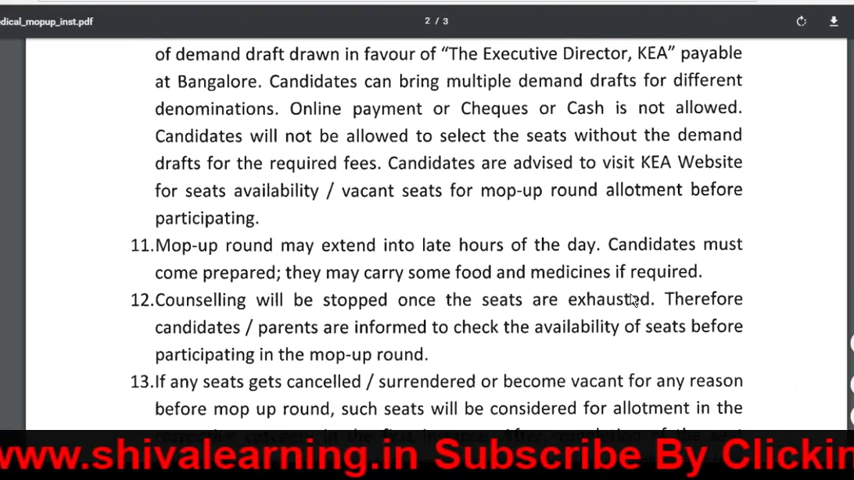 dical_mopup_inst.pdf
2 / 3
of demand draft drawn in favour of “The Executive Director, KEA” payable
at Bangalore. Candidates can bring multiple demand drafts for different
denominations. Online payment or Cheques or Cash is not allowed.
Candidates will not be allowed to select the seats without the demand
drafts for the required fees. Candidates are advised to visit KEA Website
for seats availability / vacant seats for mop-up round allotment before
participating.
11.Mop-up round may extend into late hours of the day. Candidates must
come prepared; they may carry some food and medicines if required.
12.Counselling will be stopped once the seats are exhausted. Therefore
candidates / parents are informed to check the availability of seats before
participating in the mop-up round.
13.If any seats gets cancelled / surrendered or become vacant for any reason
before mop up round, such seats will be considered for allotment in the
www.shivalearning.in Subscribe By Clickin